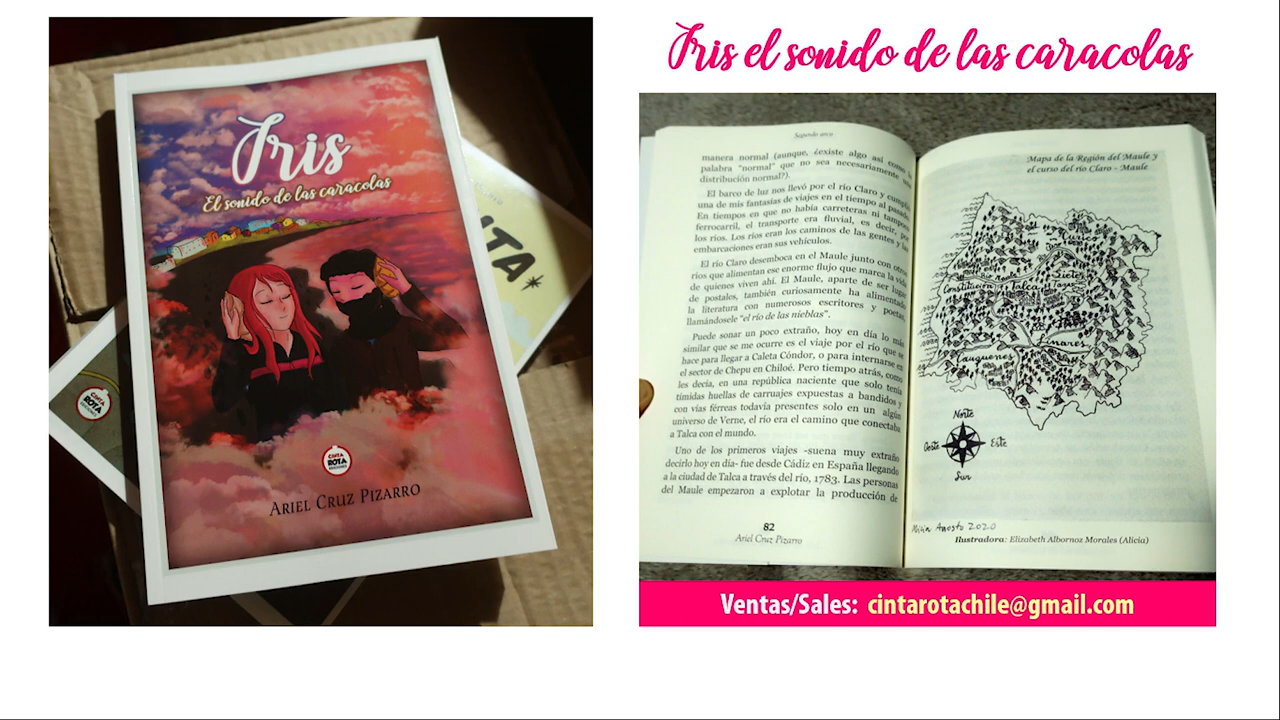 Iris
El sonido de las caracolas
CINTA
ROTA
EDICIONES
ARIEL CRUZ PIZARRO
CINTA
ROTA
Iris el sonido de las caracolas
Segundo arco
manera normal (aunque, ¿existe algo así como
palabra "normal" que no sea necesariamente
distribución normal?).
El barco de luz nos llevó por el río Claro y
una de mis fantasías de viajes en el tiempo al
En tiempos en que no había carreteras ni tampoco
ferrocarril, el transporte era fluvial, es decir, por
los ríos. Los ríos eran los caminos de las gentes y las
embarcaciones eran sus vehículos.
El río Claro desemboca en el Maule junto con otros
ríos que alimentan ese enorme flujo que marca la vida
de quienes viven ahí. El Maule, aparte de ser lugar
de postales, también curiosamente ha alimentado
la literatura con numerosos escritores y poetas,
llamándosele "el río de las nieblas".
Puede sonar un poco extraño, hoy en día lo más
similar que se me ocurre es el viaje por el río que se
hace para llegar a Caleta Cóndor, o para internarse en
el sector de Chepu en Chiloé. Pero tiempo atrás, como
les decía, en una república naciente que solo tenía
tímidas huellas de carruajes expuestas a bandidos y
con vías férreas todavía presentes solo en un algún
universo de Verne, el río era el camino que conectaba
a Talca con el mundo.
Uno de los primeros viajes -suena muy extraño
decirlo hoy en día- fue desde Cádiz en España llegando
a la ciudad de Talca a través del río, 1783. Las personas
del Maule empezaron a explotar la producción de
82
Ariel Cruz Pizarro
Mapa de la Región del Maule y
el curso del río Claro - Maule
Constitución
Talca
Linares
Cauquenes
Norte
Oeste
Este
Sur
Agosto 2020
Ilustradora: Elizabeth Albornoz Morales (Alicia)
Ventas/Sales: cintarotachile@gmail.com